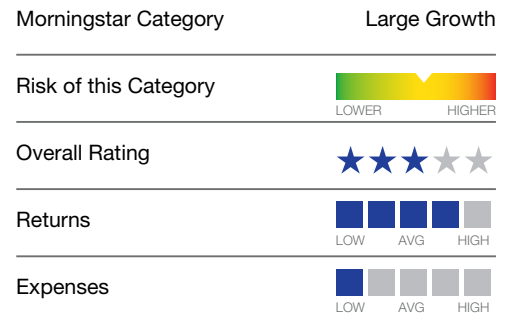 Morningstar Category Large Growth
Risk of this Category
LOWER HIGHER
Overall Rating
Returns
LOW AVG HIGH
Expenses
LOW AVG HIGH